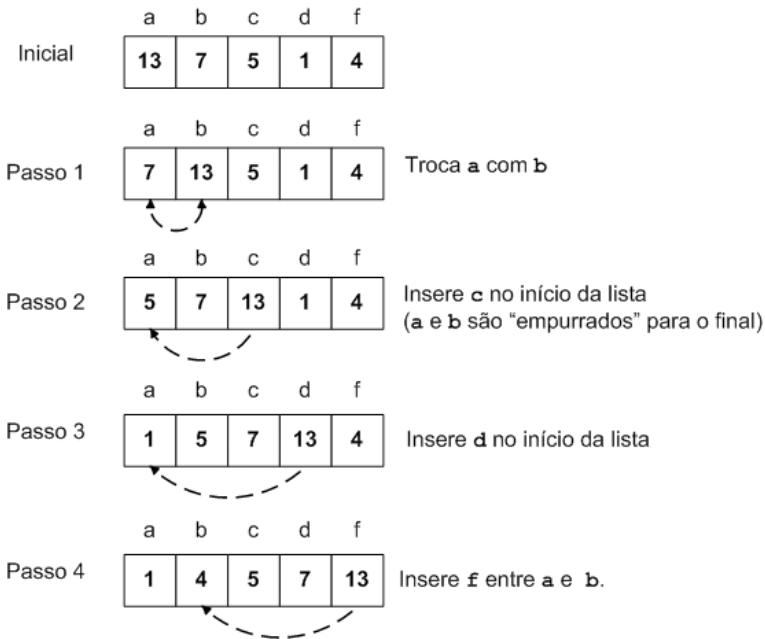 a b c d f
Inicial 13 7 5 1 4
a b c d f
Passo 1 7 13 5 1 4 Troca a com b
a b c d f
Passo 2 5 7 13 1 4 Insere c no início da lista
(a e b são “empurrados” para o final)
a b c d f
Passo 3 1 5 7 13 4 Insere d no início da lista
a b c d f
Passo 4 1 4 5 7 13 Insere f entre a e b.